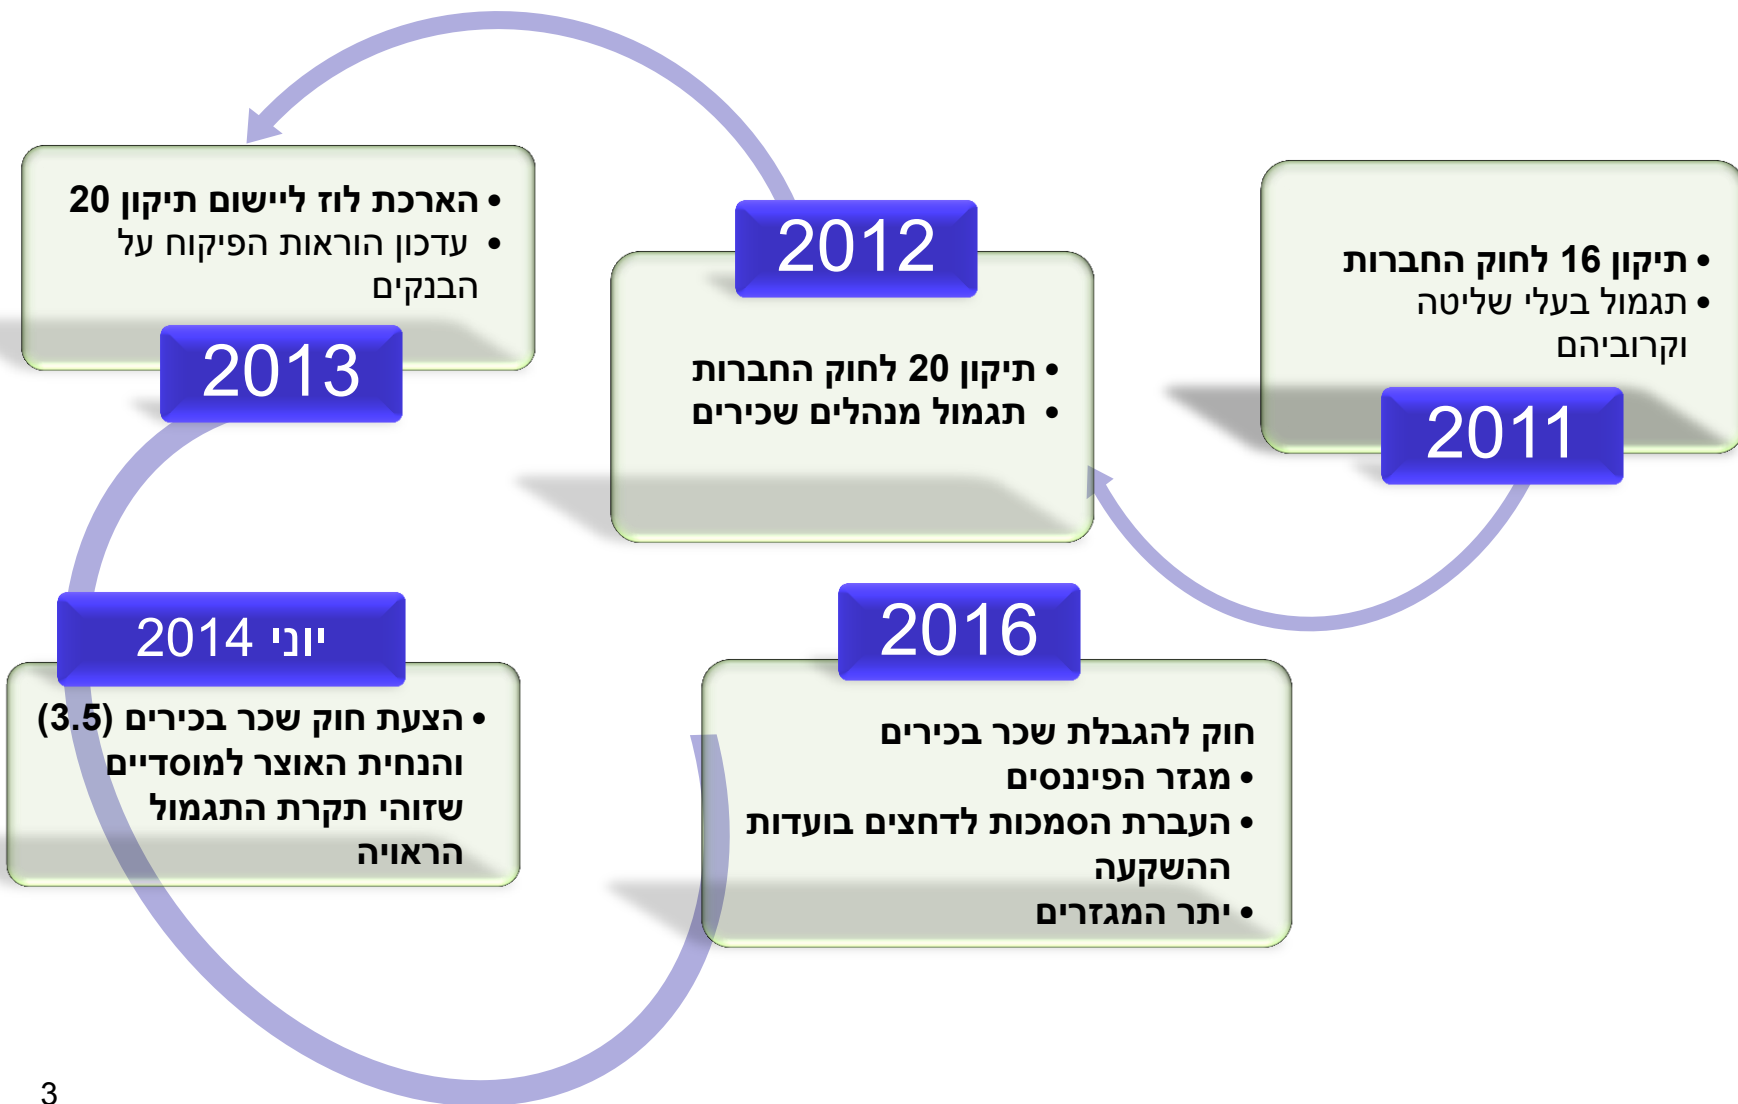 • תיקון 16 לחוק החברות
• תגמול בעלי שליטה
וקרוביהם
2011
2012
• תיקון 20 לחוק החברות
• תגמול מנהלים שכירים
• הארכת לוז ליישום תיקון 20
• עדכון הוראות הפיקוח על
הבנקים
2013
יוני 2014
• הצעת חוק שכר בכירים (3.5)
והנחית האוצר למוסדיים
שזוהי תקרת התגמול
הראויה
2016
חוק להגבלת שכר בכירים
• מגזר הפיננסים
• העברת הסמכות לדחצים בועדות
ההשקעה
• יתר המגזרים
3